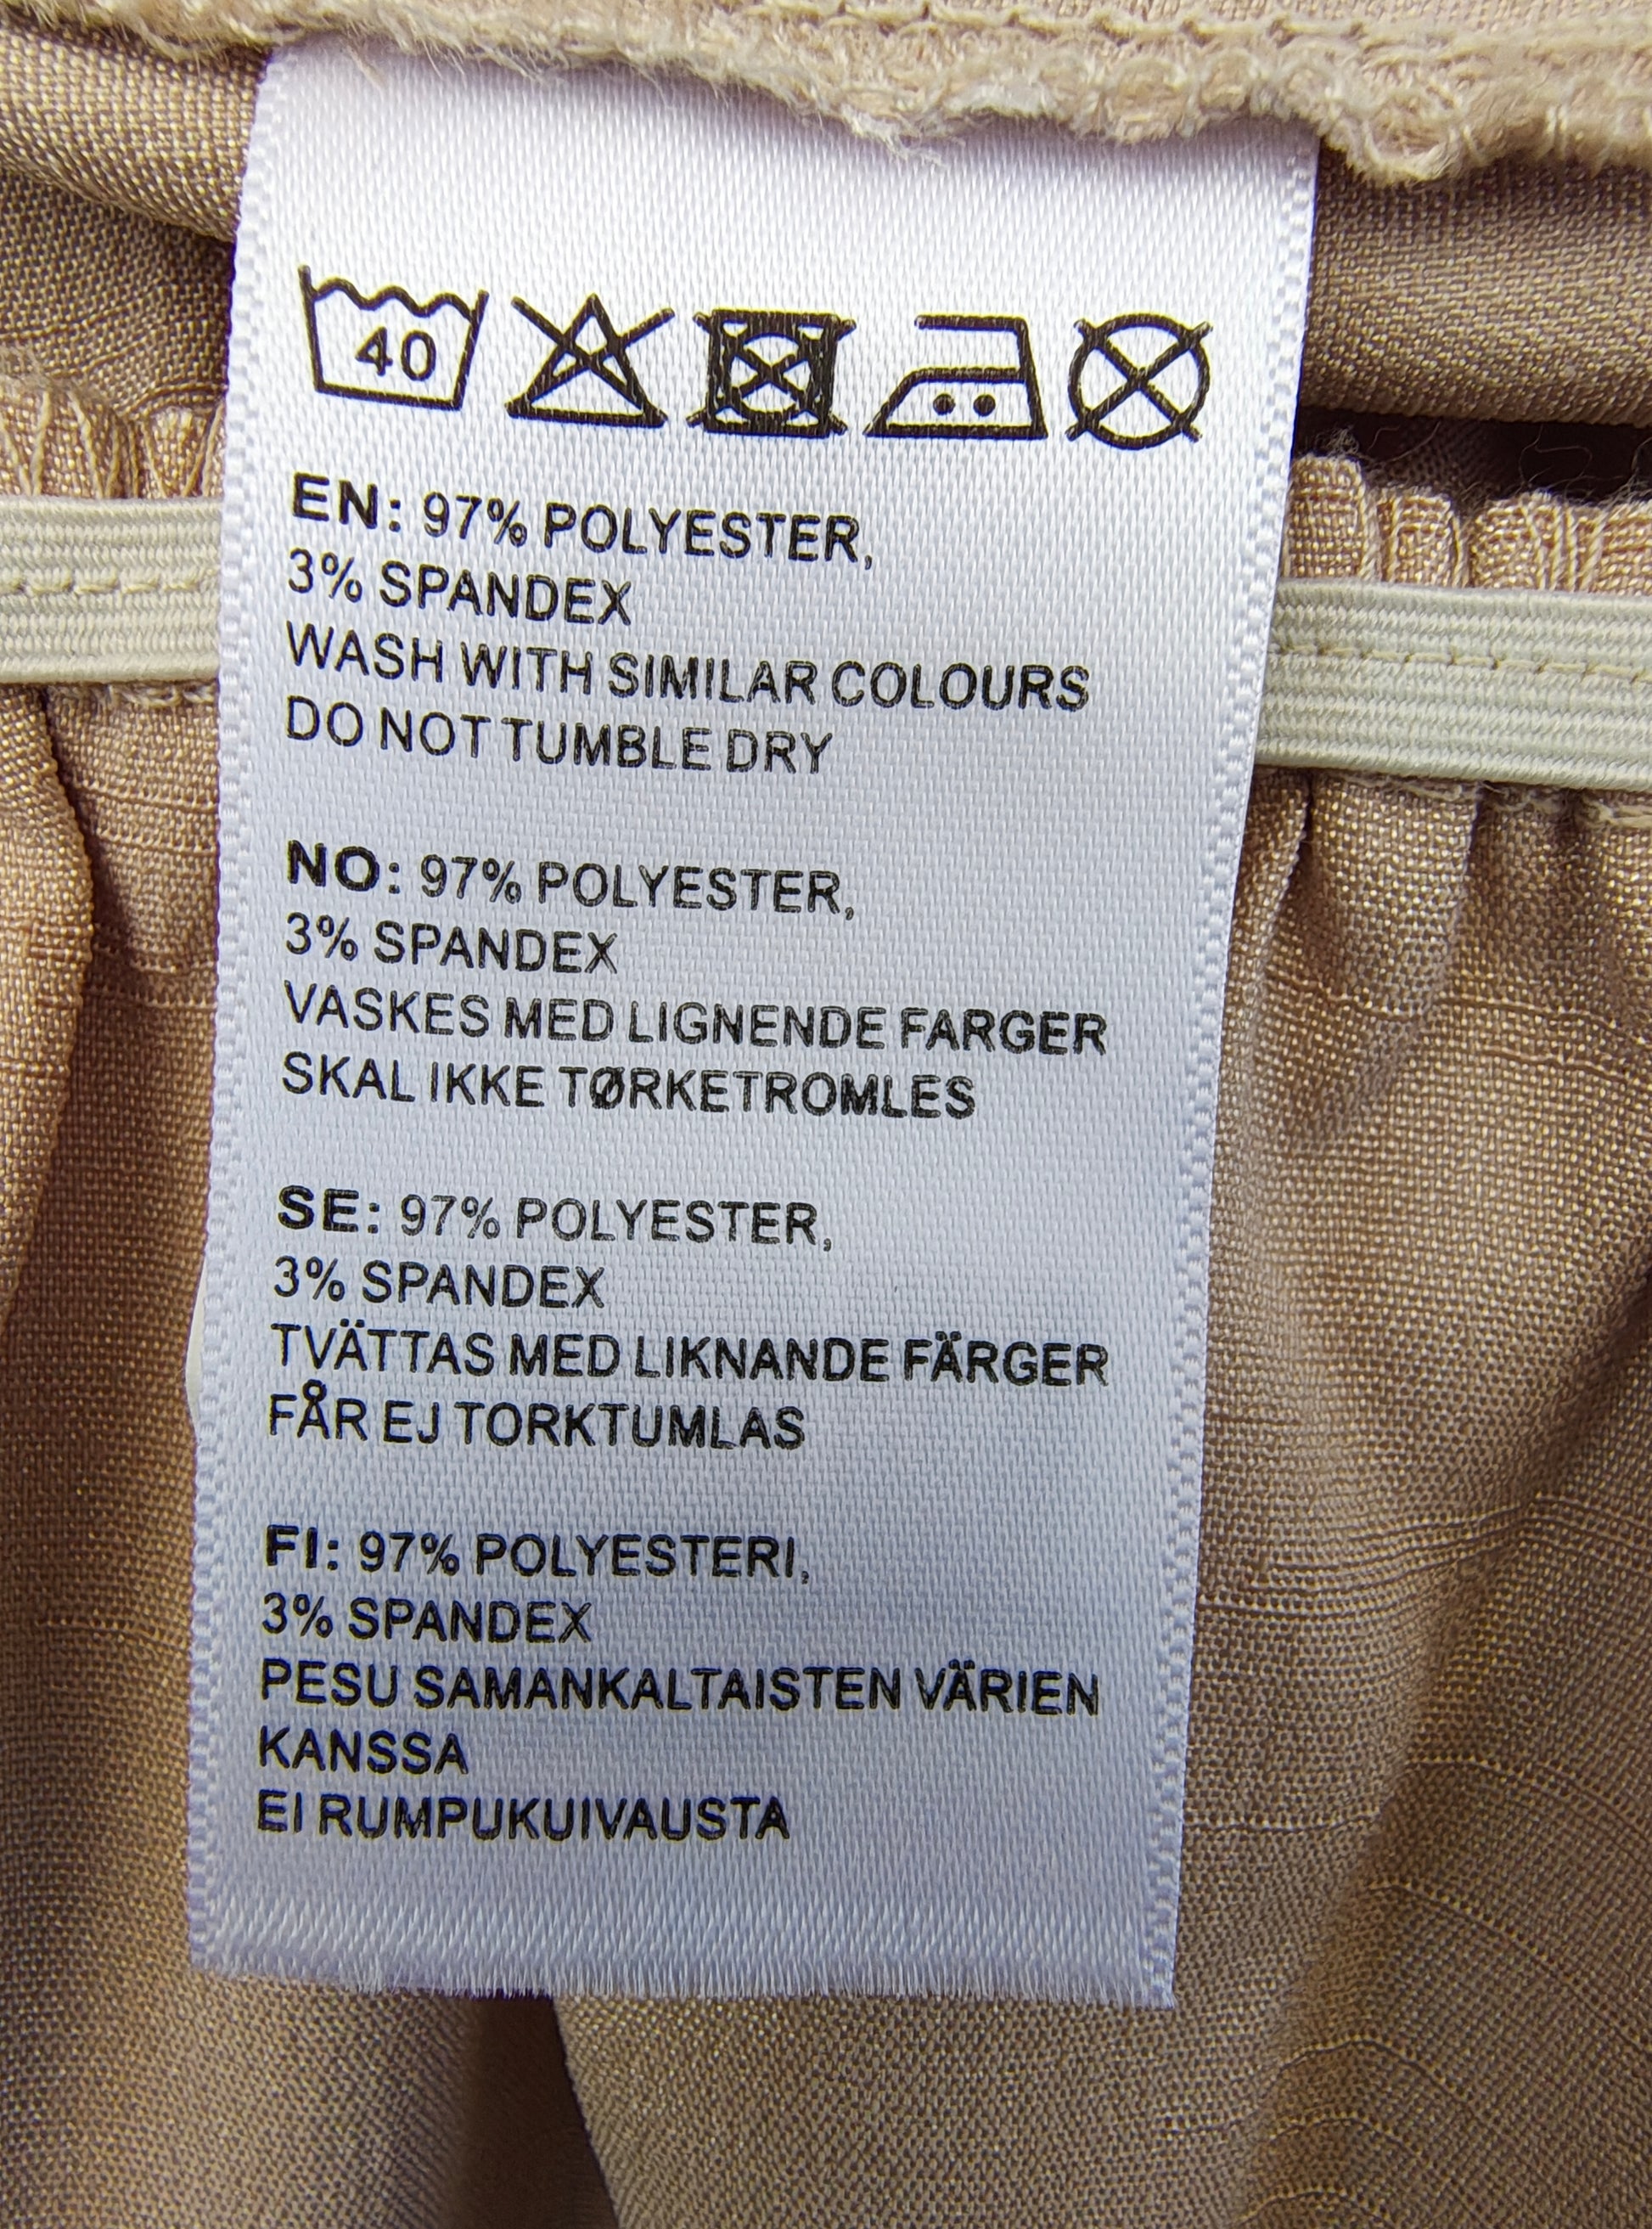 40
EN: 97% POLYESTER,
3% SPANDEX
WASH WITH SIMILAR COLOURS
DO NOT TUMBLE DRY
NO: 97% POLYESTER,
3% SPANDEX
VASKES MED LIGNENDE FARGER
SKAL IKKE TØRKETROMLES
SE: 97% POLYESTER,
3% SPANDEX
TVÄTTAS MED LIKNANDE FÄRGER
FÅR EJ TORKTUMLAS
FI: 97% POLYESTERI,
3% SPANDEX
PESU SAMANKALTAISTEN VÄRIEN
KANSSA
EI RUMPUKUIVAUSTA